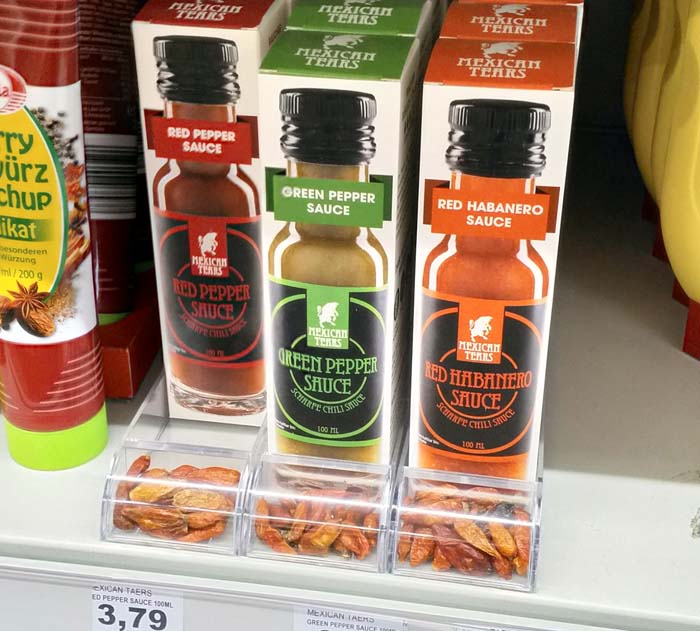 MEXICAN
TEARS
MEXICAN
TEARS
MEXICAN
TEARS
MEXICAN
TEARS
MEXICAN
TEARS
RED PEPPER
SAUCE
GREEN PEPPER
SAUCE
RED HABANERO
SAUCE
MEXICAN
TEARS
RED PEPPER
SAUCE
SCHARFE CHILI SAUCE
100 ML
MEXICAN
TEARS
GREEN PEPPER
SAUCE
SCHARFE CHILI SAUCE
100 ML
MEXICAN
TEARS
RED HABANERO
SAUCE
SCHARFE CHILI SAUCE
100 ML
la
rry
würz
chup
ikat
besonderen
Würzung
ml / 200 g
EXICAN TAERS
ED PEPPER SAUCE 100ML
3,79
MEXICAN TAERS
GREEN PEPPER SAUCE 100ML